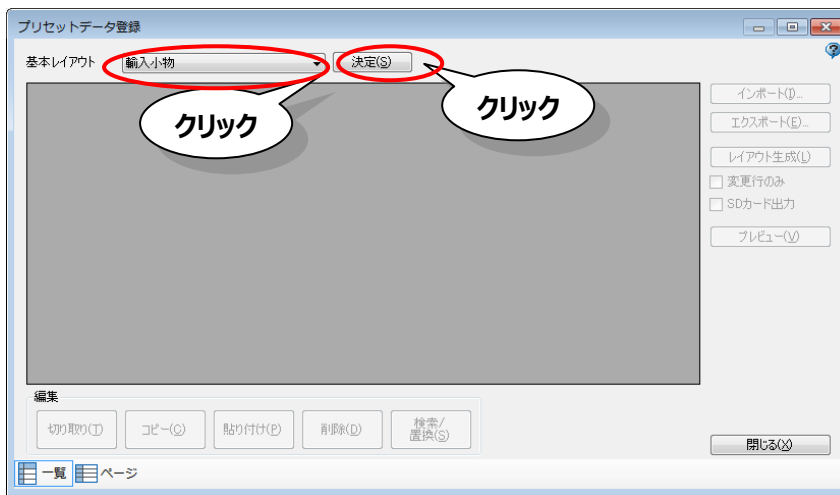 プリセットデータ登録
基本レイアウト 輸入小物 決定(S)
クリック
クリック
インポート(I)...
エクスポート(E)...
レイアウト生成(L)
変更行のみ
SDカード出力
プレビュー(V)
編集
切り取り(T) コピー(C) 貼り付け(P) 削除(D) 検索/
置換(S)
閉じる(X)
一覧 ページ